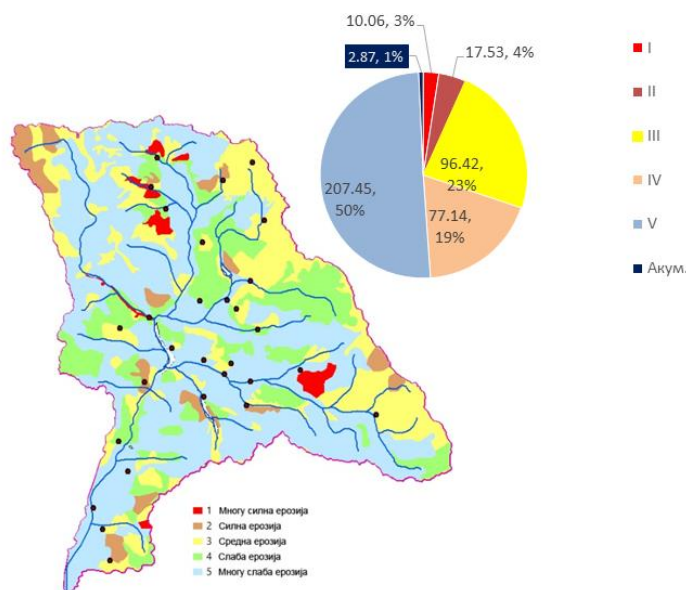 10.06, 3%
2.87, 1%
17.53, 4%
96.42,
23%
207.45,
50%
77.14,
19%
I
II
III
IV
V
Акум.
1 Многу силна ерозија
2 Силна ерозија
3 Средна ерозија
4 Слаба ерозија
5 Многу слаба ерозија